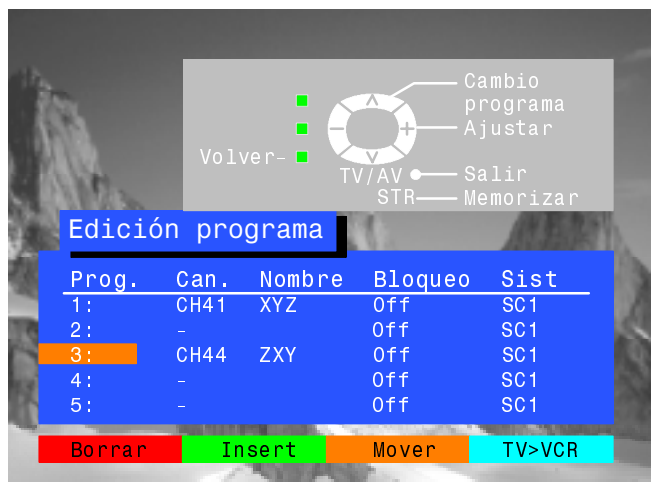 Cambio
programa
Ajustar
Volver-
TV/AV Salir
STR Memorizar
Edición programa
Prog. Can. Nombre Bloqueo Sist
1: CH41 XYZ Off SC1
2: - Off SC1
3: CH44 ZXY Off SC1
4: - Off SC1
5: - Off SC1
Borrar Insert Mover TV>VCR